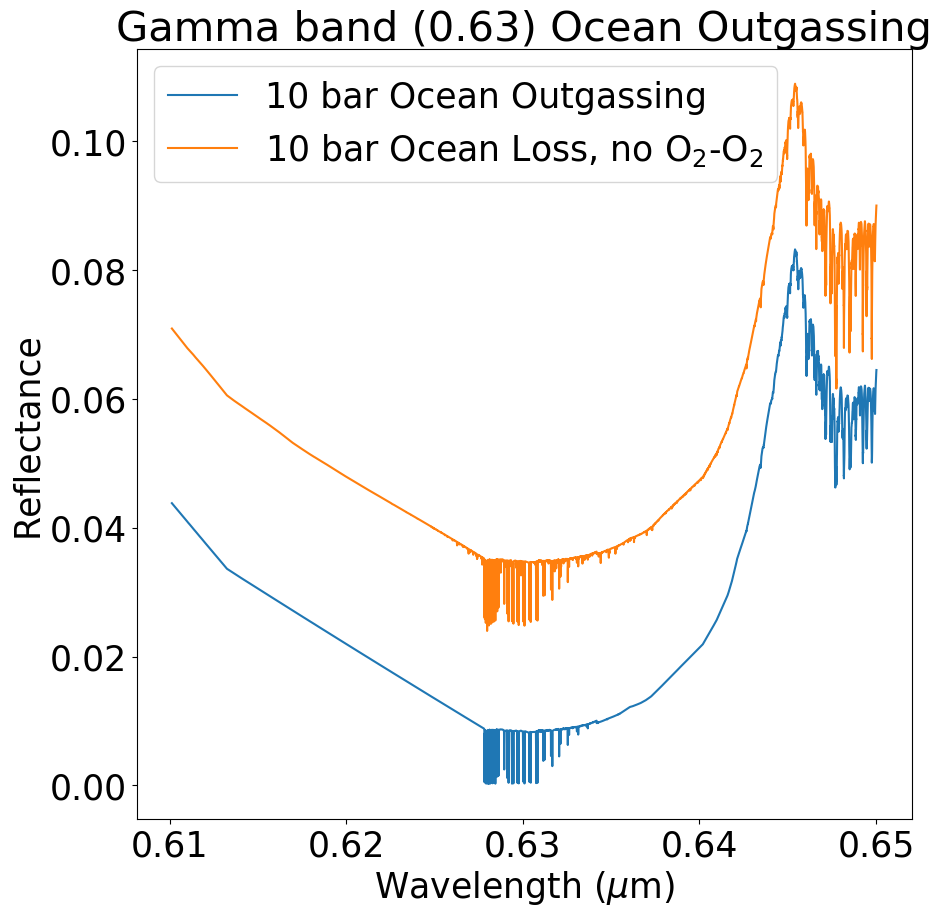 Gamma band (0.63) Ocean Outgassing
10 bar Ocean Outgassing
10 bar Ocean Loss, no O₂-O₂
0.10
0.08
0.06
0.04
0.02
0.00
Reflectance
0.61 0.62 0.63 0.64 0.65
Wavelength (μm)